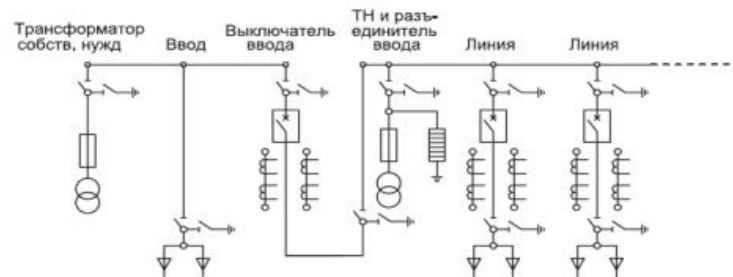 Трансформатор
собств, нужд
Ввод
Выключатель
ввода
ТН и разъ-
единитель
ввода
Линия
Линия